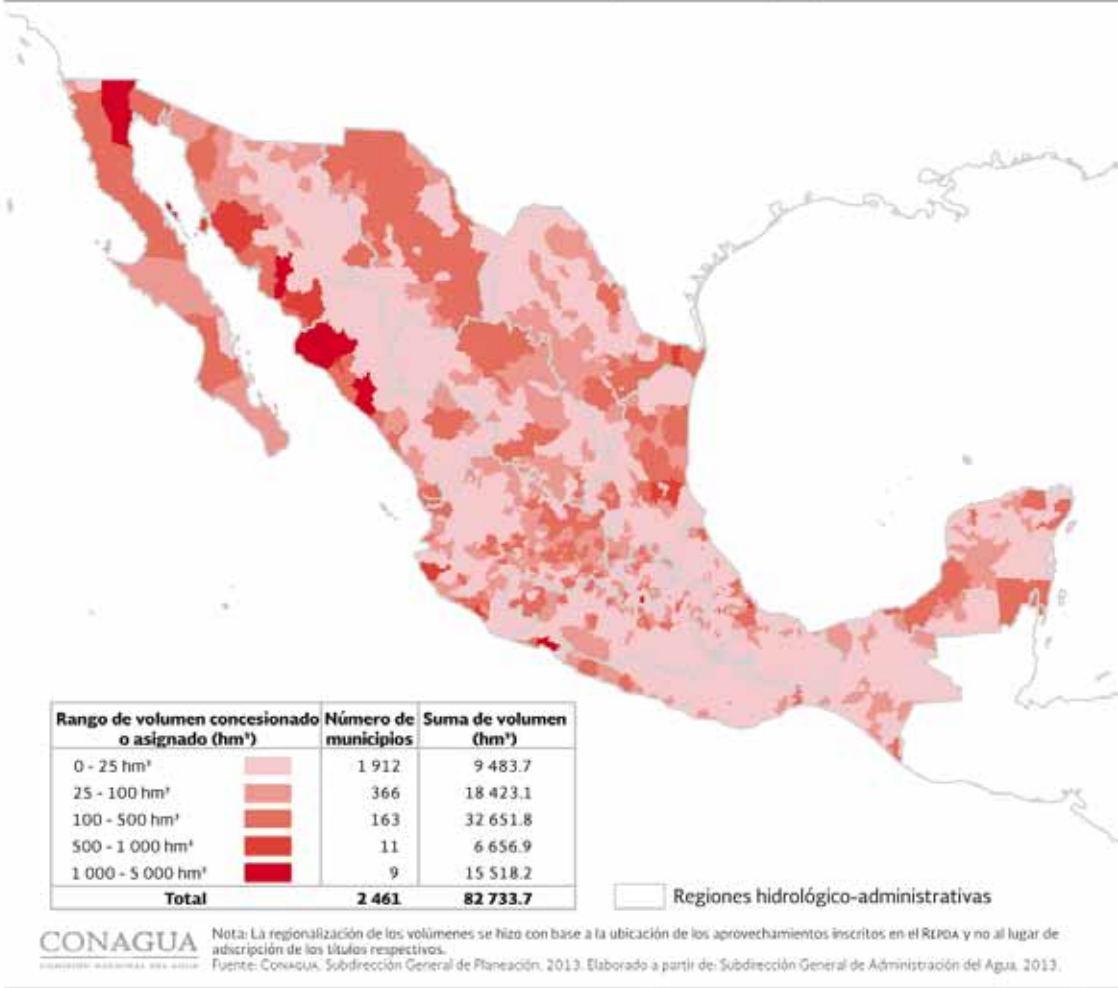 Rango de volumen concesionado o asignado (hm³) Número de municipios Suma de volumen (hm³)
0 - 25 hm³ 1 912 9 483.7
25 - 100 hm³ 366 18 423.1
100 - 500 hm³ 163 32 651.8
500 - 1 000 hm³ 11 6 656.9
1 000 - 5 000 hm³ 9 15 518.2
Total 2 461 82 733.7
Regiones hidrológico-administrativas
CONAGUA
COMISIÓN NACIONAL DEL AGUA
Nota: La regionalización de los volúmenes se hizo con base a la ubicación de los aprovechamientos inscritos en el REPDA y no al lugar de
adscripción de los títulos respectivos.
Fuente: CONAGUA. Subdirección General de Planeación. 2013. Elaborado a partir de: Subdirección General de Administración del Agua. 2013.